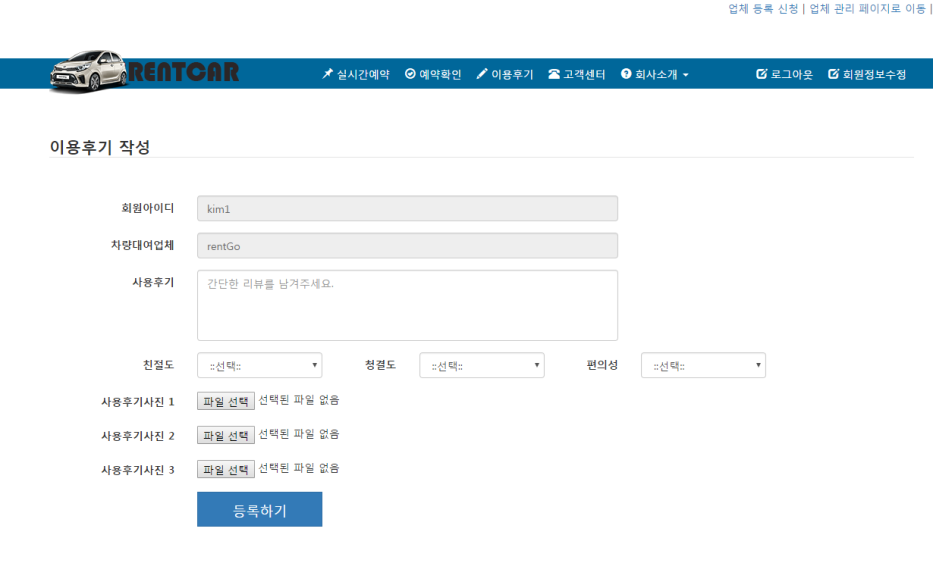 업체 등록 신청 | 업체 관리 페이지로 이동 |
RENTCAR 실시간예약 예약확인 이용후기 고객센터 회사소개 로그아웃 회원정보수정
이용후기 작성
회원아이디 kim1
차량대여업체 rentGo
사용후기 간단한 리뷰를 남겨주세요.
친절도 ::선택:: 청결도 ::선택:: 편의성 ::선택::
사용후기사진 1 파일 선택 선택된 파일 없음
사용후기사진 2 파일 선택 선택된 파일 없음
사용후기사진 3 파일 선택 선택된 파일 없음
등록하기